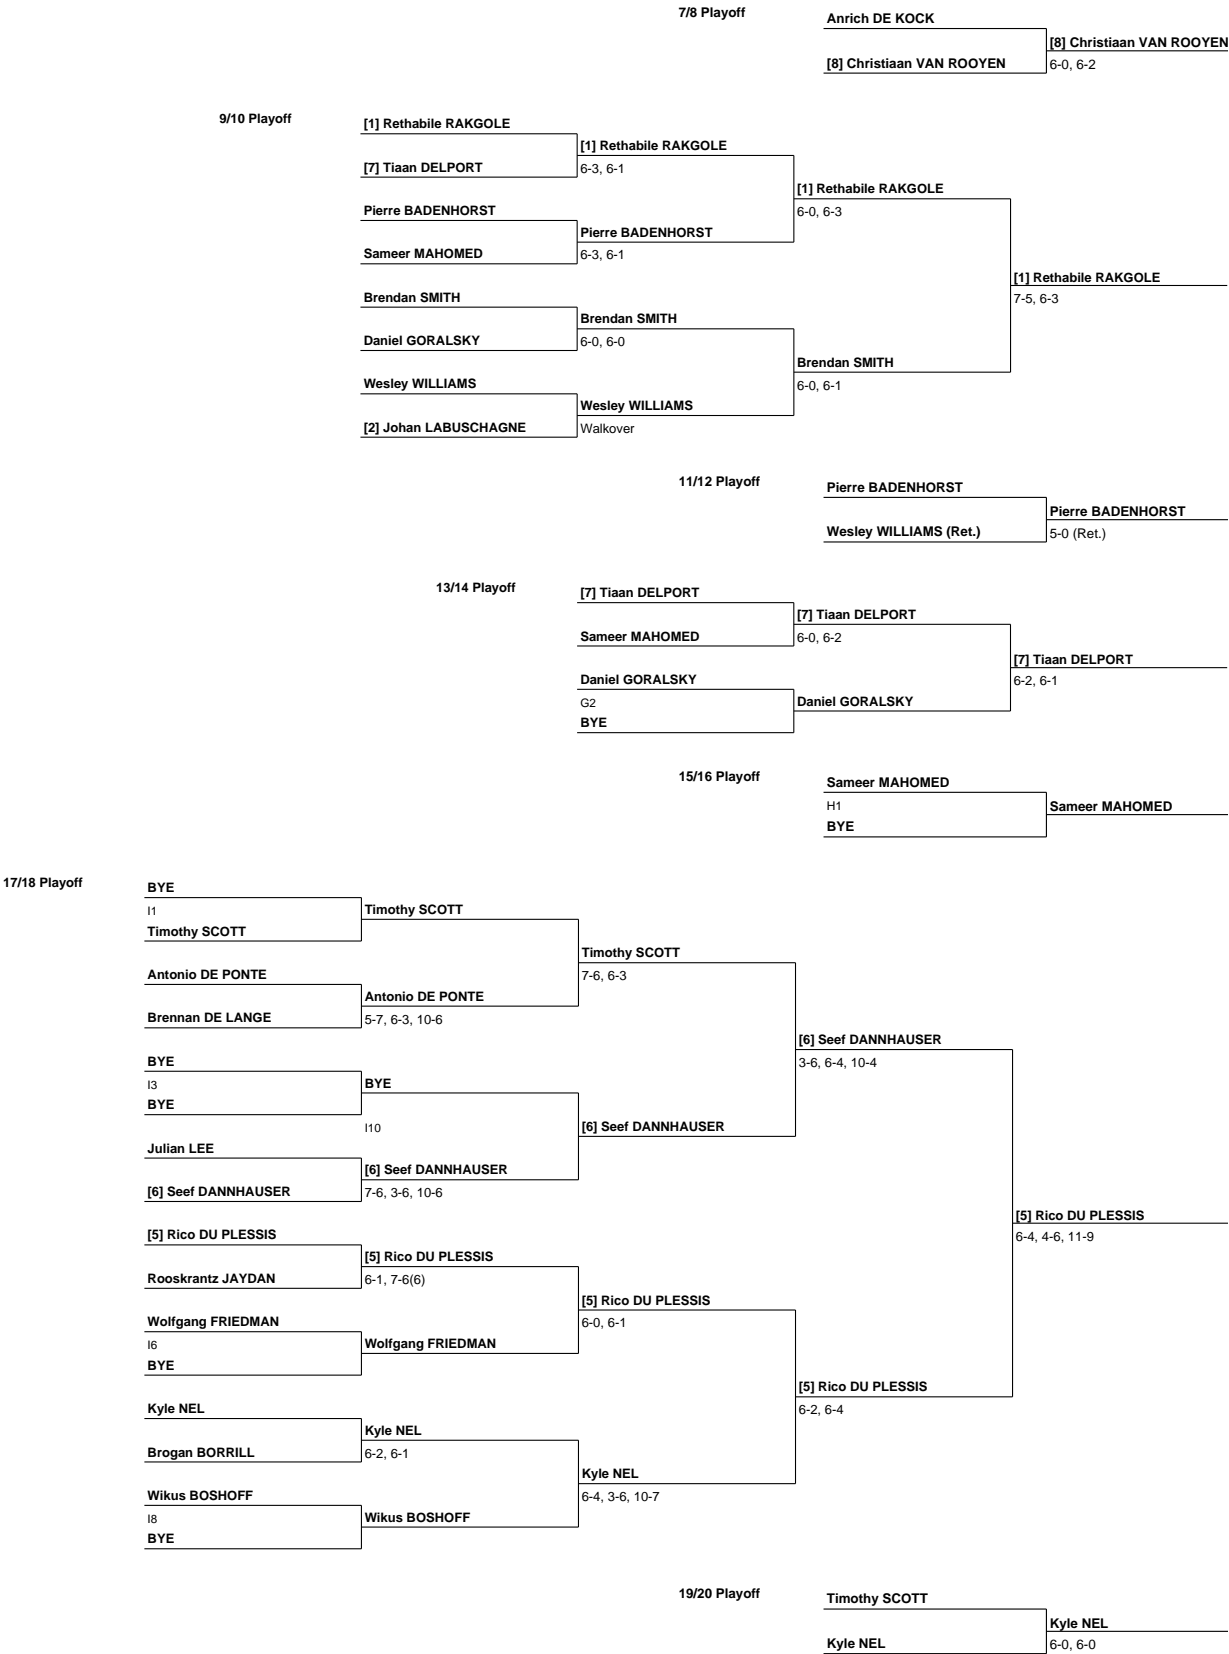 7/8 Playoff
Anrich DE KOCK
[8] Christiaan VAN ROOYEN
[8] Christiaan VAN ROOYEN
6-0, 6-2
9/10 Playoff
[1] Rethabile RAKGOLE
[1] Rethabile RAKGOLE
[7] Tiaan DELPORT
6-3, 6-1
[1] Rethabile RAKGOLE
Pierre BADENHORST
6-0, 6-3
Pierre BADENHORST
Sameer MAHOMED
6-3, 6-1
[1] Rethabile RAKGOLE
Brendan SMITH
7-5, 6-3
Brendan SMITH
Daniel GORALSKY
6-0, 6-0
Brendan SMITH
Wesley WILLIAMS
6-0, 6-1
Wesley WILLIAMS
[2] Johan LABUSCHAGNE
Walkover
11/12 Playoff
Pierre BADENHORST
Pierre BADENHORST
Wesley WILLIAMS (Ret.)
5-0 (Ret.)
13/14 Playoff
[7] Tiaan DELPORT
[7] Tiaan DELPORT
Sameer MAHOMED
6-0, 6-2
[7] Tiaan DELPORT
Daniel GORALSKY
6-2, 6-1
G2
Daniel GORALSKY
BYE
15/16 Playoff
Sameer MAHOMED
H1
Sameer MAHOMED
BYE
17/18 Playoff
BYE
I1
Timothy SCOTT
Timothy SCOTT
Timothy SCOTT
Antonio DE PONTE
7-6, 6-3
Antonio DE PONTE
Brennan DE LANGE
5-7, 6-3, 10-6
[6] Seef DANNHAUSER
BYE
3-6, 6-4, 10-4
I3
BYE
BYE
I10
[6] Seef DANNHAUSER
Julian LEE
[6] Seef DANNHAUSER
[6] Seef DANNHAUSER
7-6, 3-6, 10-6
[5] Rico DU PLESSIS
[5] Rico DU PLESSIS
6-4, 4-6, 11-9
[5] Rico DU PLESSIS
Rooskrantz JAYDAN
6-1, 7-6(6)
[5] Rico DU PLESSIS
Wolfgang FRIEDMAN
6-0, 6-1
I6
Wolfgang FRIEDMAN
BYE
[5] Rico DU PLESSIS
Kyle NEL
6-2, 6-4
Kyle NEL
Brogan BORRILL
6-2, 6-1
Kyle NEL
Wikus BOSHOFF
6-4, 3-6, 10-7
I8
Wikus BOSHOFF
BYE
19/20 Playoff
Timothy SCOTT
Kyle NEL
Kyle NEL
6-0, 6-0